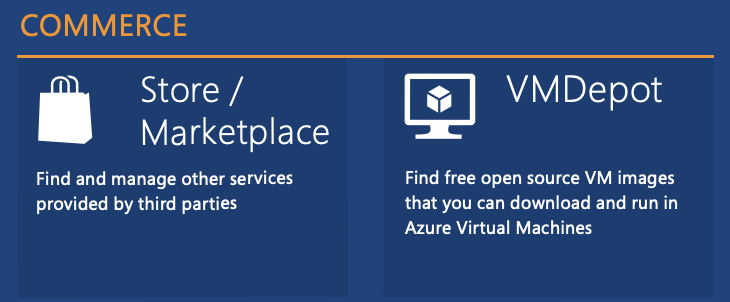 COMMERCE
Store /
Marketplace
Find and manage other services
provided by third parties
VMDepot
Find free open source VM images
that you can download and run in
Azure Virtual Machines